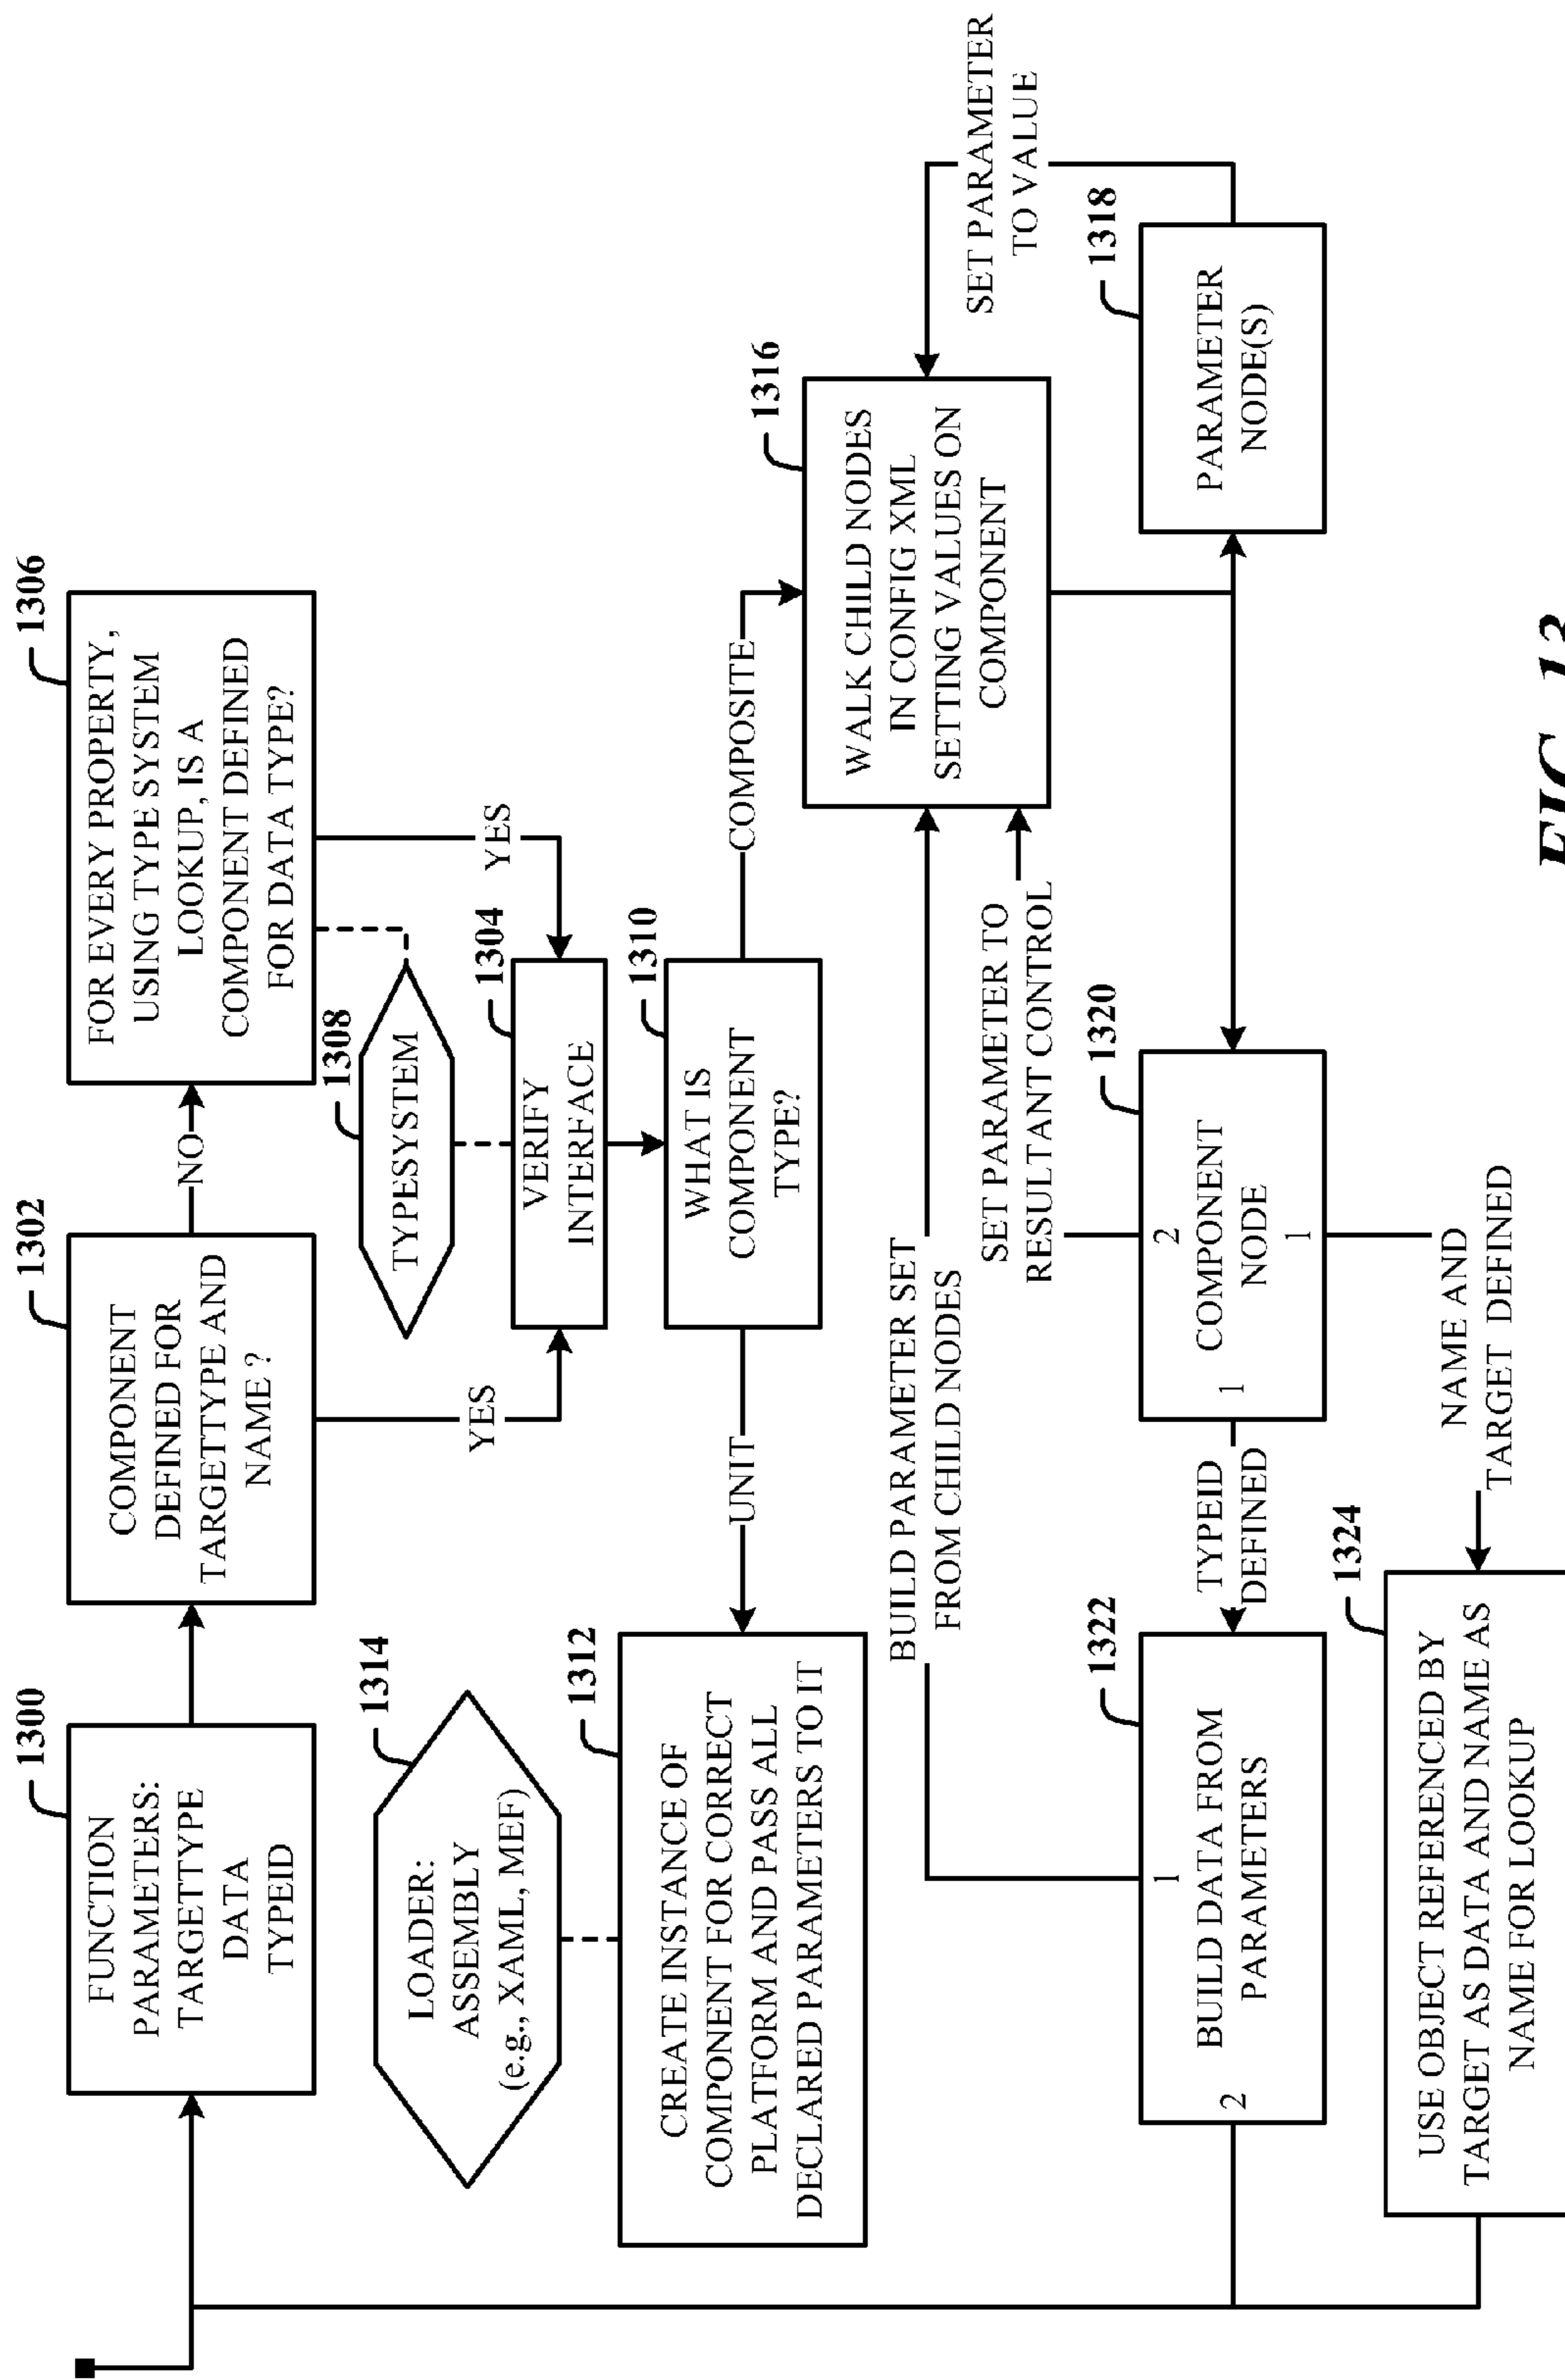 1300
FUNCTION
PARAMETERS:
TARGETTYPE
DATA
TYPEID
1302
COMPONENT
DEFINED FOR
TARGETTYPE AND
NAME ?
NO
1306
FOR EVERY PROPERTY,
USING TYPE SYSTEM
LOOKUP, IS A
COMPONENT DEFINED
FOR DATA TYPE?
YES
YES
1308
TYPESYSTEM
1304
VERIFY
INTERFACE
1310
WHAT IS
COMPONENT
TYPE?
UNIT
COMPOSITE
1314
LOADER:
ASSEMBLY
(e.g., XAML, MEF)
1312
CREATE INSTANCE OF
COMPONENT FOR CORRECT
PLATFORM AND PASS ALL
DECLARED PARAMETERS TO IT
1316
WALK CHILD NODES
IN CONFIG XML
SETTING VALUES ON
COMPONENT
SET PARAMETER
TO VALUE
BUILD PARAMETER SET
FROM CHILD NODES
SET PARAMETER TO
RESULTANT CONTROL
1318
PARAMETER
NODE(S)
1320
2
COMPONENT
NODE
1
1
TYPEID
DEFINED
NAME AND
TARGET DEFINED
1322
1
BUILD DATA FROM
PARAMETERS
2
1324
USE OBJECT REFERENCED BY
TARGET AS DATA AND NAME AS
NAME FOR LOOKUP
FIG. 13